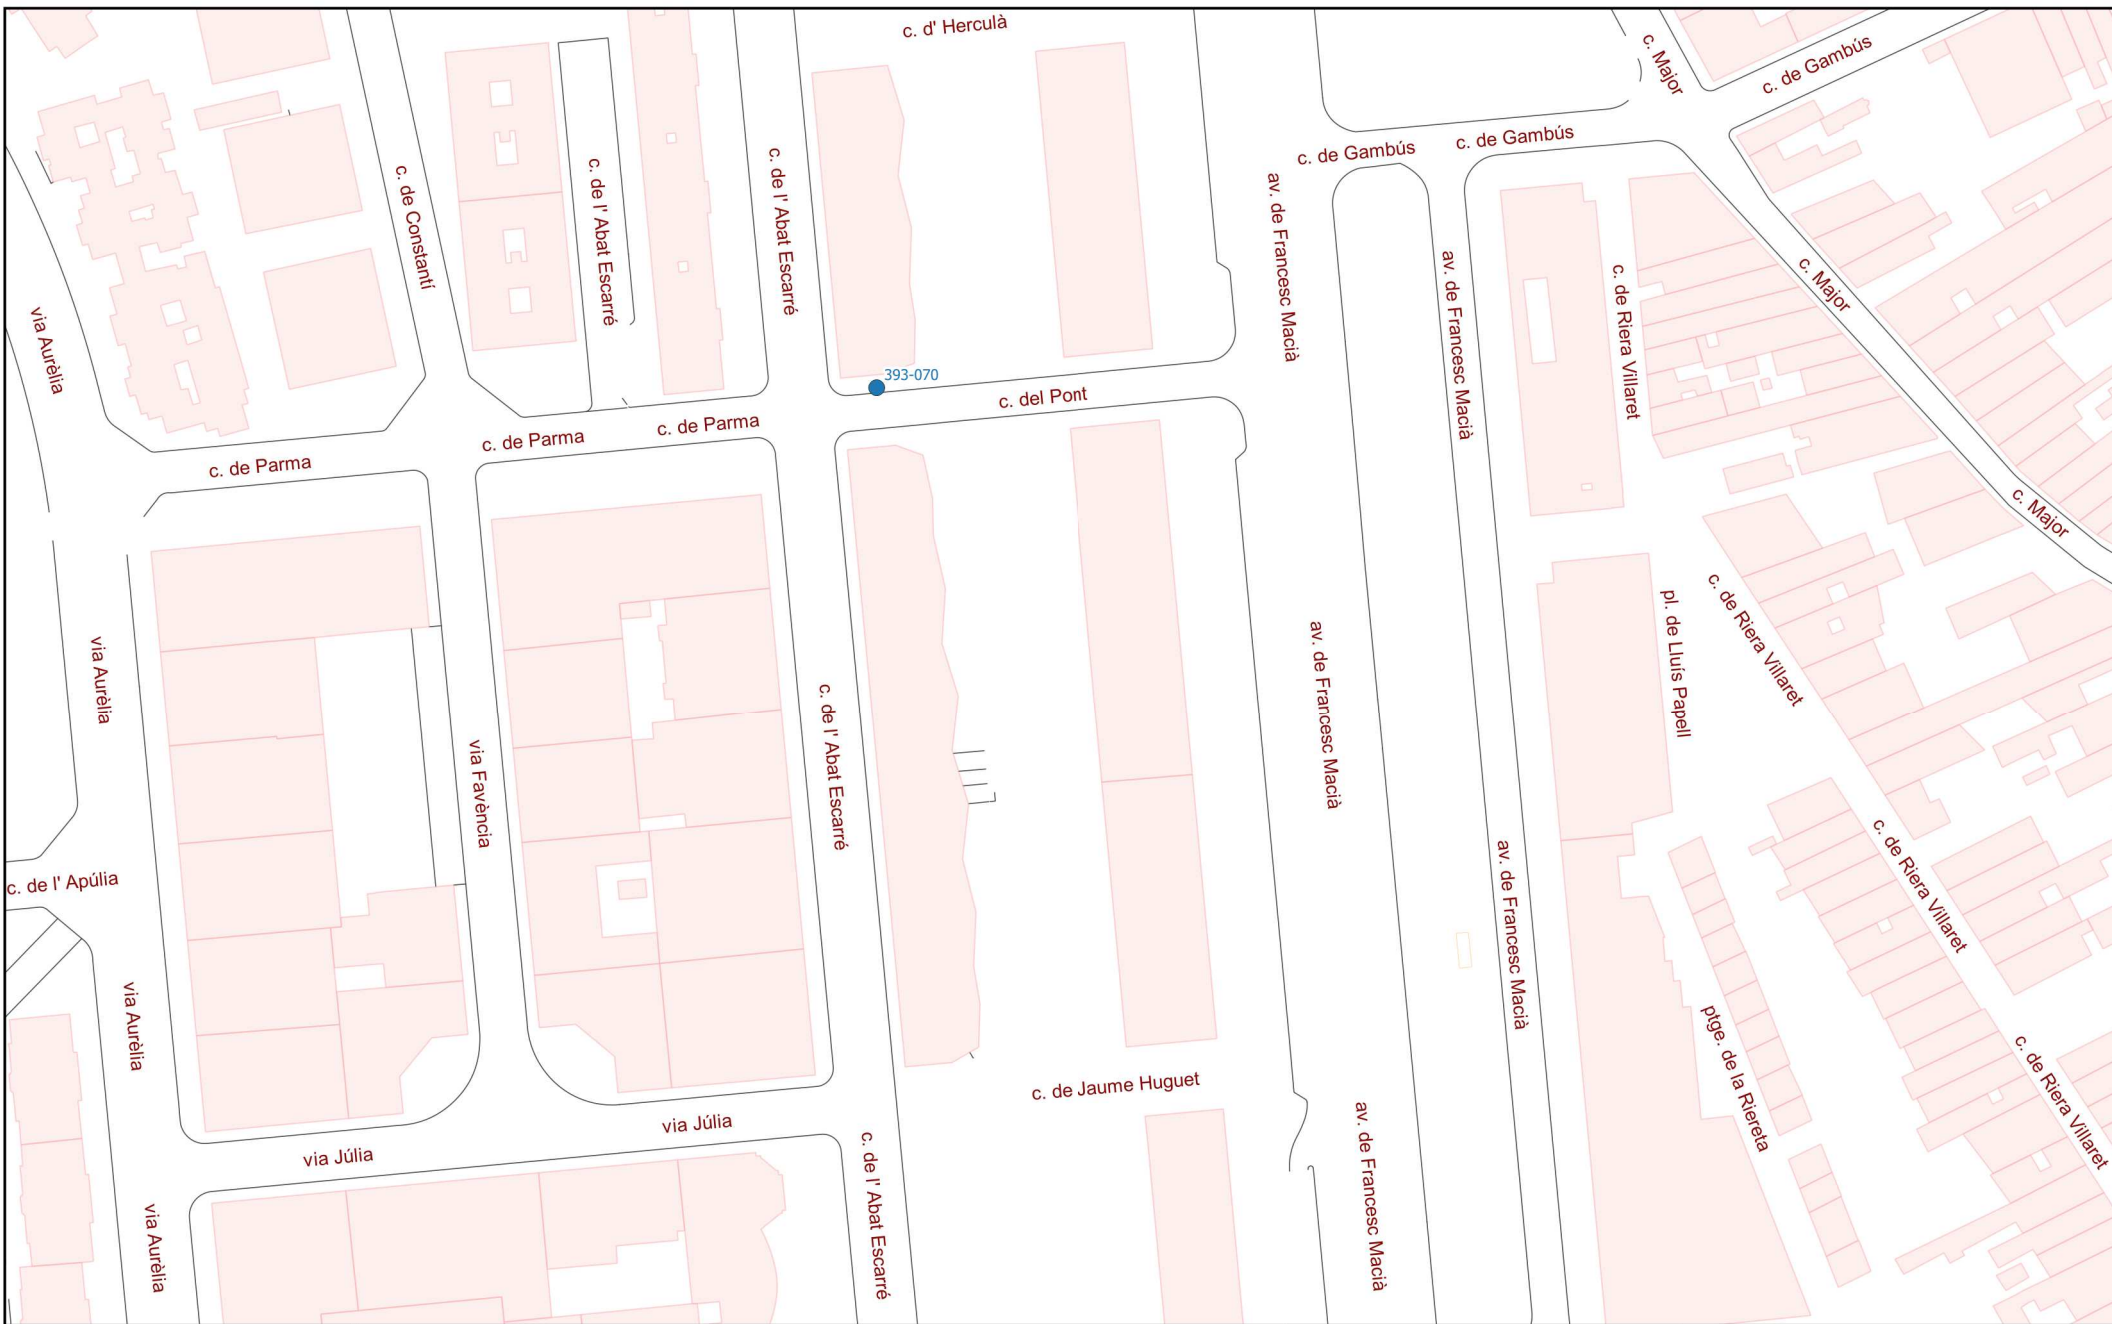 c. d' Herculà
c. Major
c. de Gambús
c. de Gambús
c. de Gambús
c. de Constantí
c. de l' Abat Escarré
c. de l' Abat Escarré
av. de Francesc Macià
av. de Francesc Macià
c. de Riera Villaret
c. Major
via Aurèlia
393-070
c. del Pont
c. de Parma
c. de Parma
c. de Parma
c. Major
via Aurèlia
via Favència
c. de l' Abat Escarré
av. de Francesc Macià
pl. de Lluís Papell
c. de Riera Villaret
c. de l' Apúlia
av. de Francesc Macià
c. de Riera Villaret
via Aurèlia
c. de Jaume Huguet
ptge. de la Riereta
c. de Riera Villaret
via Júlia
via Júlia
via Aurèlia
c. de l' Abat Escarré
av. de Francesc Macià